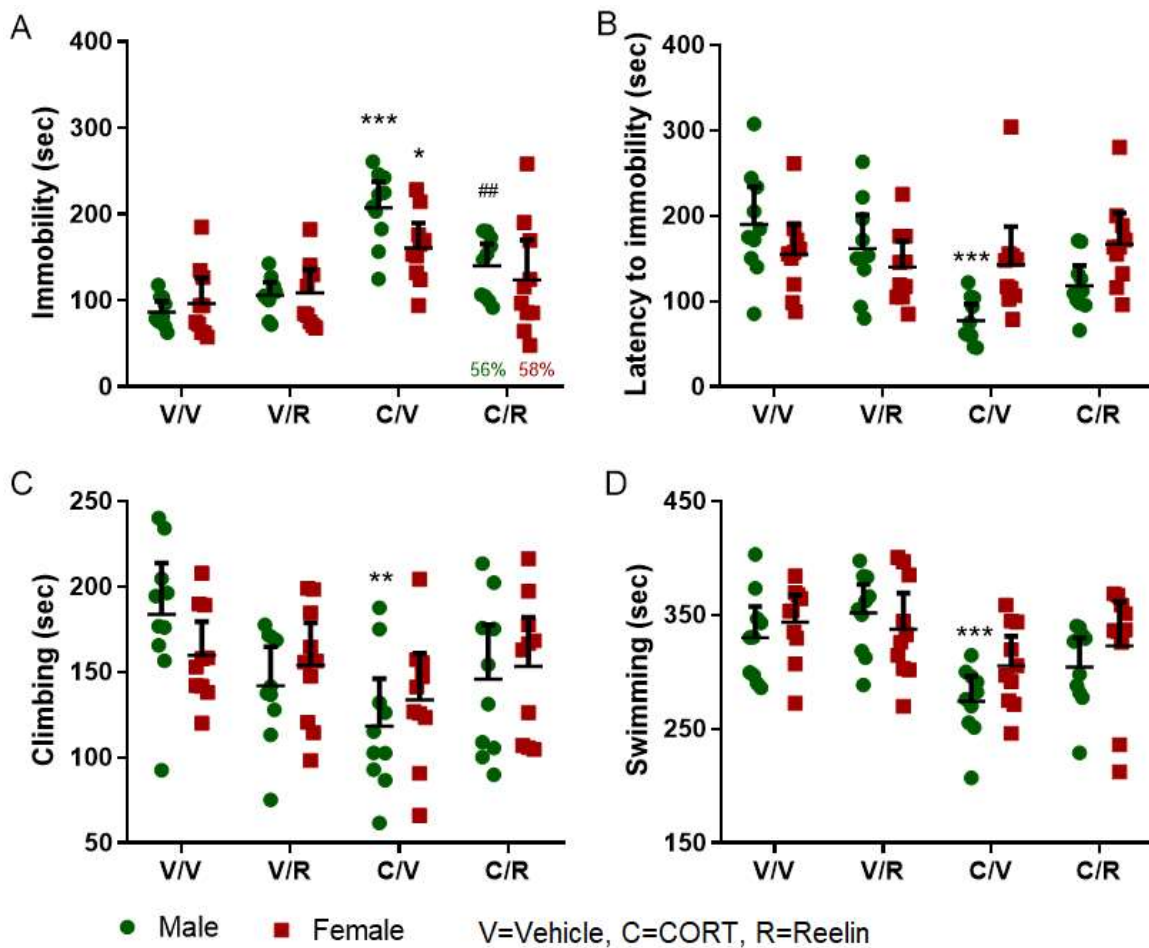 A
Immobility (sec)
400
300
200
100
0
***
*
##
56% 58%
V/V V/R C/V C/R
B
Latency to immobility (sec)
400
300
200
100
0
***
V/V V/R C/V C/R
C
Climbing (sec)
250
200
150
100
50
**
V/V V/R C/V C/R
D
Swimming (sec)
450
350
250
150
***
V/V V/R C/V C/R
Male Female V=Vehicle, C=CORT, R=Reelin